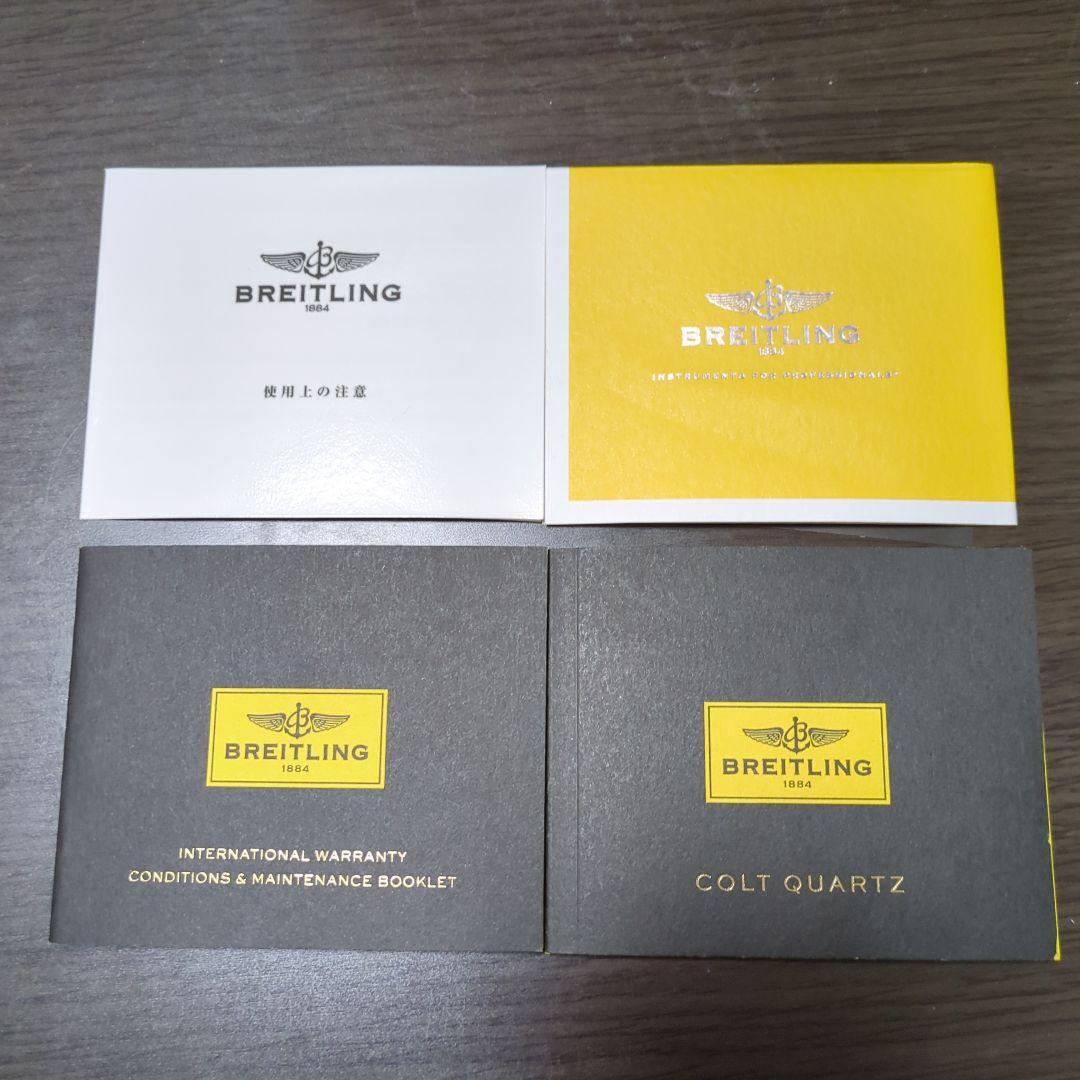 BREITLING
1884
使用上の注意
BREITLING
1884
INSTRUMENTS FOR PROFESSIONALS™
BREITLING
1884
INTERNATIONAL WARRANTY
CONDITIONS & MAINTENANCE BOOKLET
BREITLING
1884
COLT QUARTZ